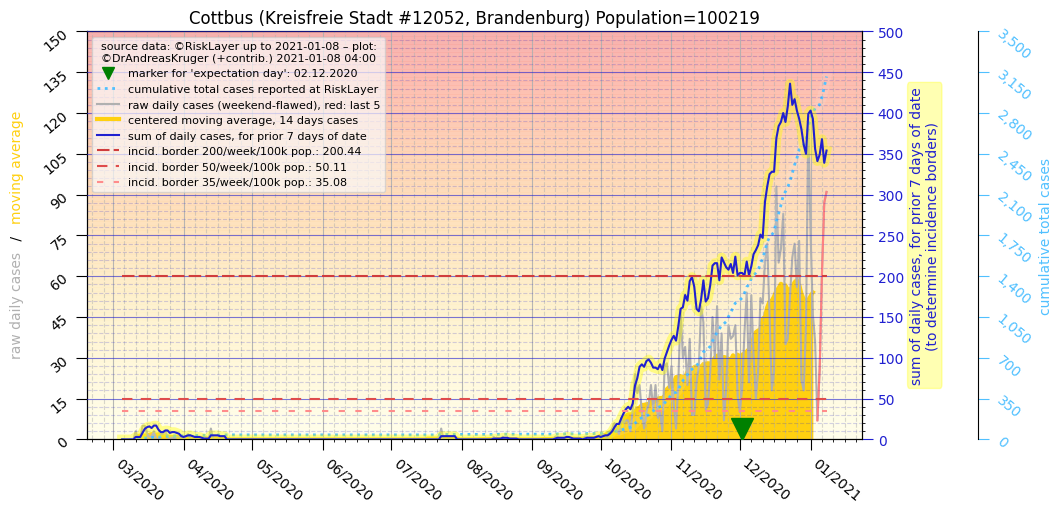 Cottbus (Kreisfreie Stadt #12052, Brandenburg) Population=100219
source data: ©RiskLayer up to 2021-01-08 – plot:
©DrAndreasKruger (+contrib.) 2021-01-08 04:00
marker for 'expectation day': 02.12.2020
cumulative total cases reported at RiskLayer
raw daily cases (weekend-flawed), red: last 5
centered moving average, 14 days cases
sum of daily cases, for prior 7 days of date
incid. border 200/week/100k pop.: 200.44
incid. border 50/week/100k pop.: 50.11
incid. border 35/week/100k pop.: 35.08
raw daily cases / moving average
150
135
120
105
90
75
60
45
30
15
0
03/2020
04/2020
05/2020
06/2020
07/2020
08/2020
09/2020
10/2020
11/2020
12/2020
01/2021
500
450
400
350
300
250
200
150
100
50
0
sum of daily cases, for prior 7 days of date
(to determine incidence borders)
3,500
3,150
2,800
2,450
2,100
1,750
1,400
1,050
700
350
0
cumulative total cases